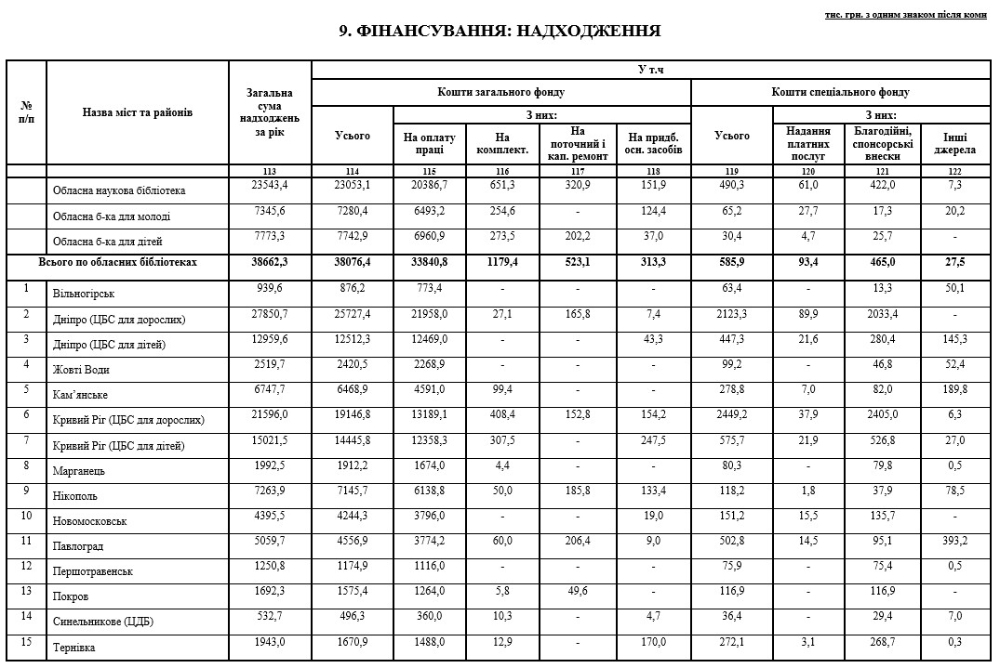 тис. грн. з одним знаком після коми
9. ФІНАНСУВАННЯ: НАДХОДЖЕННЯ
№ п/п Назва міст та районів Загальна сума надходжень за рік У т.ч
Кошти загального фонду Кошти спеціального фонду
Усього З них: Усього З них:
На оплату праці На комплект. На поточний і кап. ремонт На придб. осн. засобів Надання платних послуг Благодійні, спонсорські внески Інші джерела
113 114 115 116 117 118 119 120 121 122
Обласна наукова бібліотека 23543,4 23053,1 20386,7 651,3 320,9 151,9 490,3 61,0 422,0 7,3
Обласна б-ка для молоді 7345,6 7280,4 6493,2 254,6 - 124,4 65,2 27,7 17,3 20,2
Обласна б-ка для дітей 7773,3 7742,9 6960,9 273,5 202,2 37,0 30,4 4,7 25,7 -
Всього по обласних бібліотеках 38662,3 38076,4 33840,8 1179,4 523,1 313,3 585,9 93,4 465,0 27,5
1 Вільногірськ 939,6 876,2 773,4 - - - 63,4 - 13,3 50,1
2 Дніпро (ЦБС для дорослих) 27850,7 25727,4 21958,0 27,1 165,8 7,4 2123,3 89,9 2033,4 -
3 Дніпро (ЦБС для дітей) 12959,6 12512,3 12469,0 - - 43,3 447,3 21,6 280,4 145,3
4 Жовті Води 2519,7 2420,5 2268,9 - - - 99,2 - 46,8 52,4
5 Кам’янське 6747,7 6468,9 4591,0 99,4 - - 278,8 7,0 82,0 189,8
6 Кривий Ріг (ЦБС для дорослих) 21596,0 19146,8 13189,1 408,4 152,8 154,2 2449,2 37,9 2405,0 6,3
7 Кривий Ріг (ЦБС для дітей) 15021,5 14445,8 12358,3 307,5 - 247,5 575,7 21,9 526,8 27,0
8 Марганець 1992,5 1912,2 1674,0 4,4 - - 80,3 - 79,8 0,5
9 Нікополь 7263,9 7145,7 6138,8 50,0 185,8 133,4 118,2 1,8 37,9 78,5
10 Новомосковськ 4395,5 4244,3 3796,0 - - 19,0 151,2 15,5 135,7 -
11 Павлоград 5059,7 4556,9 3774,2 60,0 206,4 9,0 502,8 14,5 95,1 393,2
12 Першотравенськ 1250,8 1174,9 1116,0 - - - 75,9 - 75,4 0,5
13 Покров 1692,3 1575,4 1264,0 5,8 49,6 - 116,9 - 116,9 -
14 Синельникове (ЦДБ) 532,7 496,3 360,0 10,3 - 4,7 36,4 - 29,4 7,0
15 Тернівка 1943,0 1670,9 1488,0 12,9 - 170,0 272,1 3,1 268,7 0,3